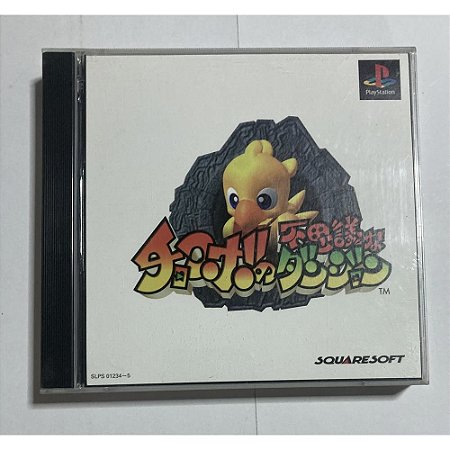 PlayStation
チョコボの
不思議な
ダンジョン
TM
SQUARESOFT
SLPS 01234~5